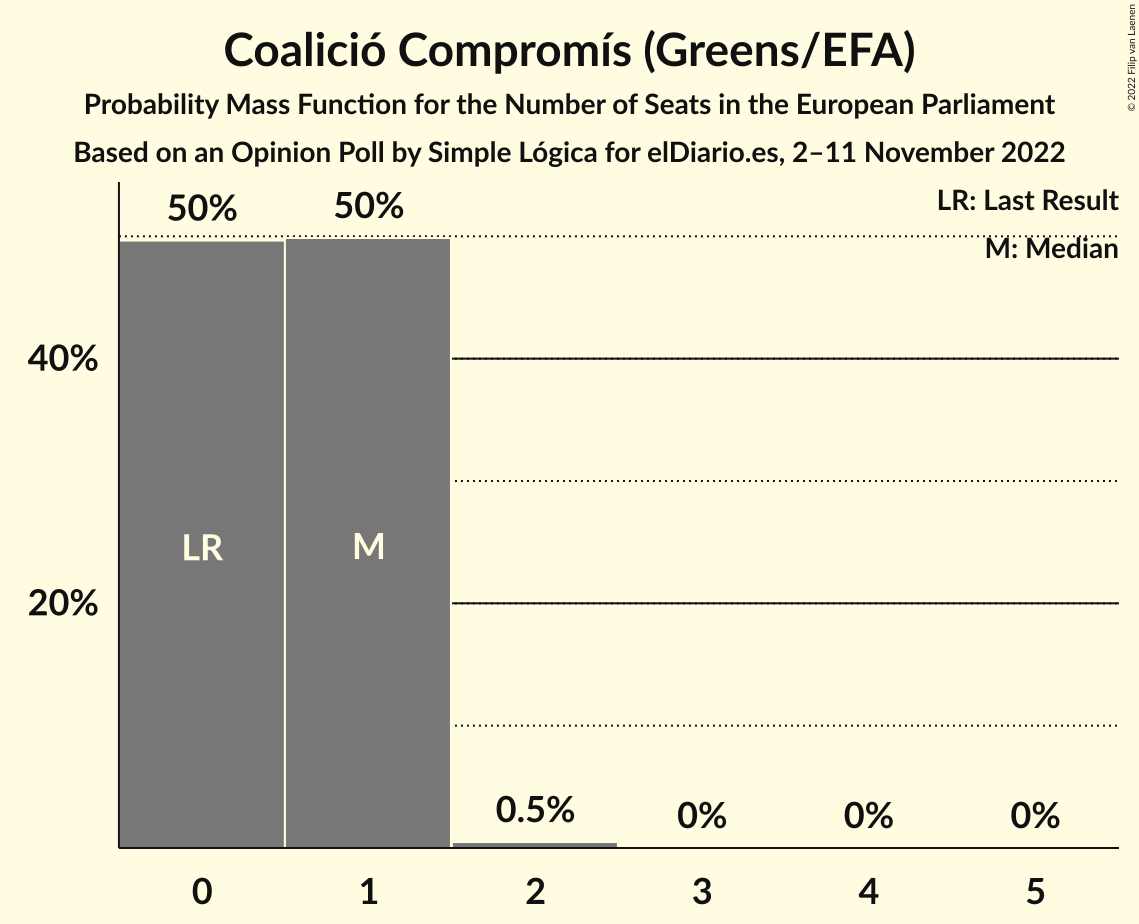 Coalició Compromís (Greens/EFA)
Probability Mass Function for the Number of Seats in the European Parliament
Based on an Opinion Poll by Simple Lógica for elDiario.es, 2–11 November 2022
© 2022 Filip van Laenen
LR: Last Result
M: Median
50% 50%
40%
LR M
20%
0.5% 0% 0% 0%
0 1 2 3 4 5